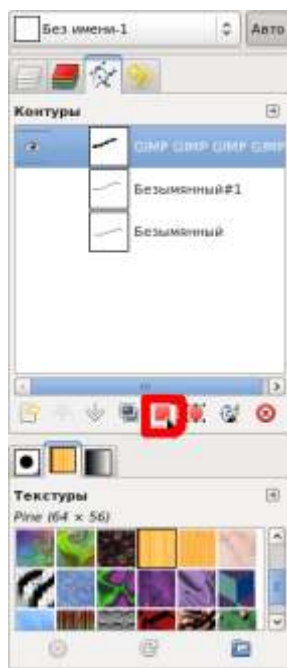 Без имени-1
Авто
Контуры
GIMP GIMP GIMP GIMP
Безымянный#1
Безымянный
Текстуры
Pine (64 × 56)